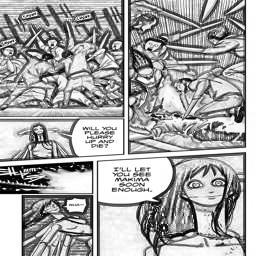 WILL YOU
PLEASE
HURRY
UP AND
DIE?
I'LL LET
YOU SEE
MAKIMA
SOON
ENOUGH.